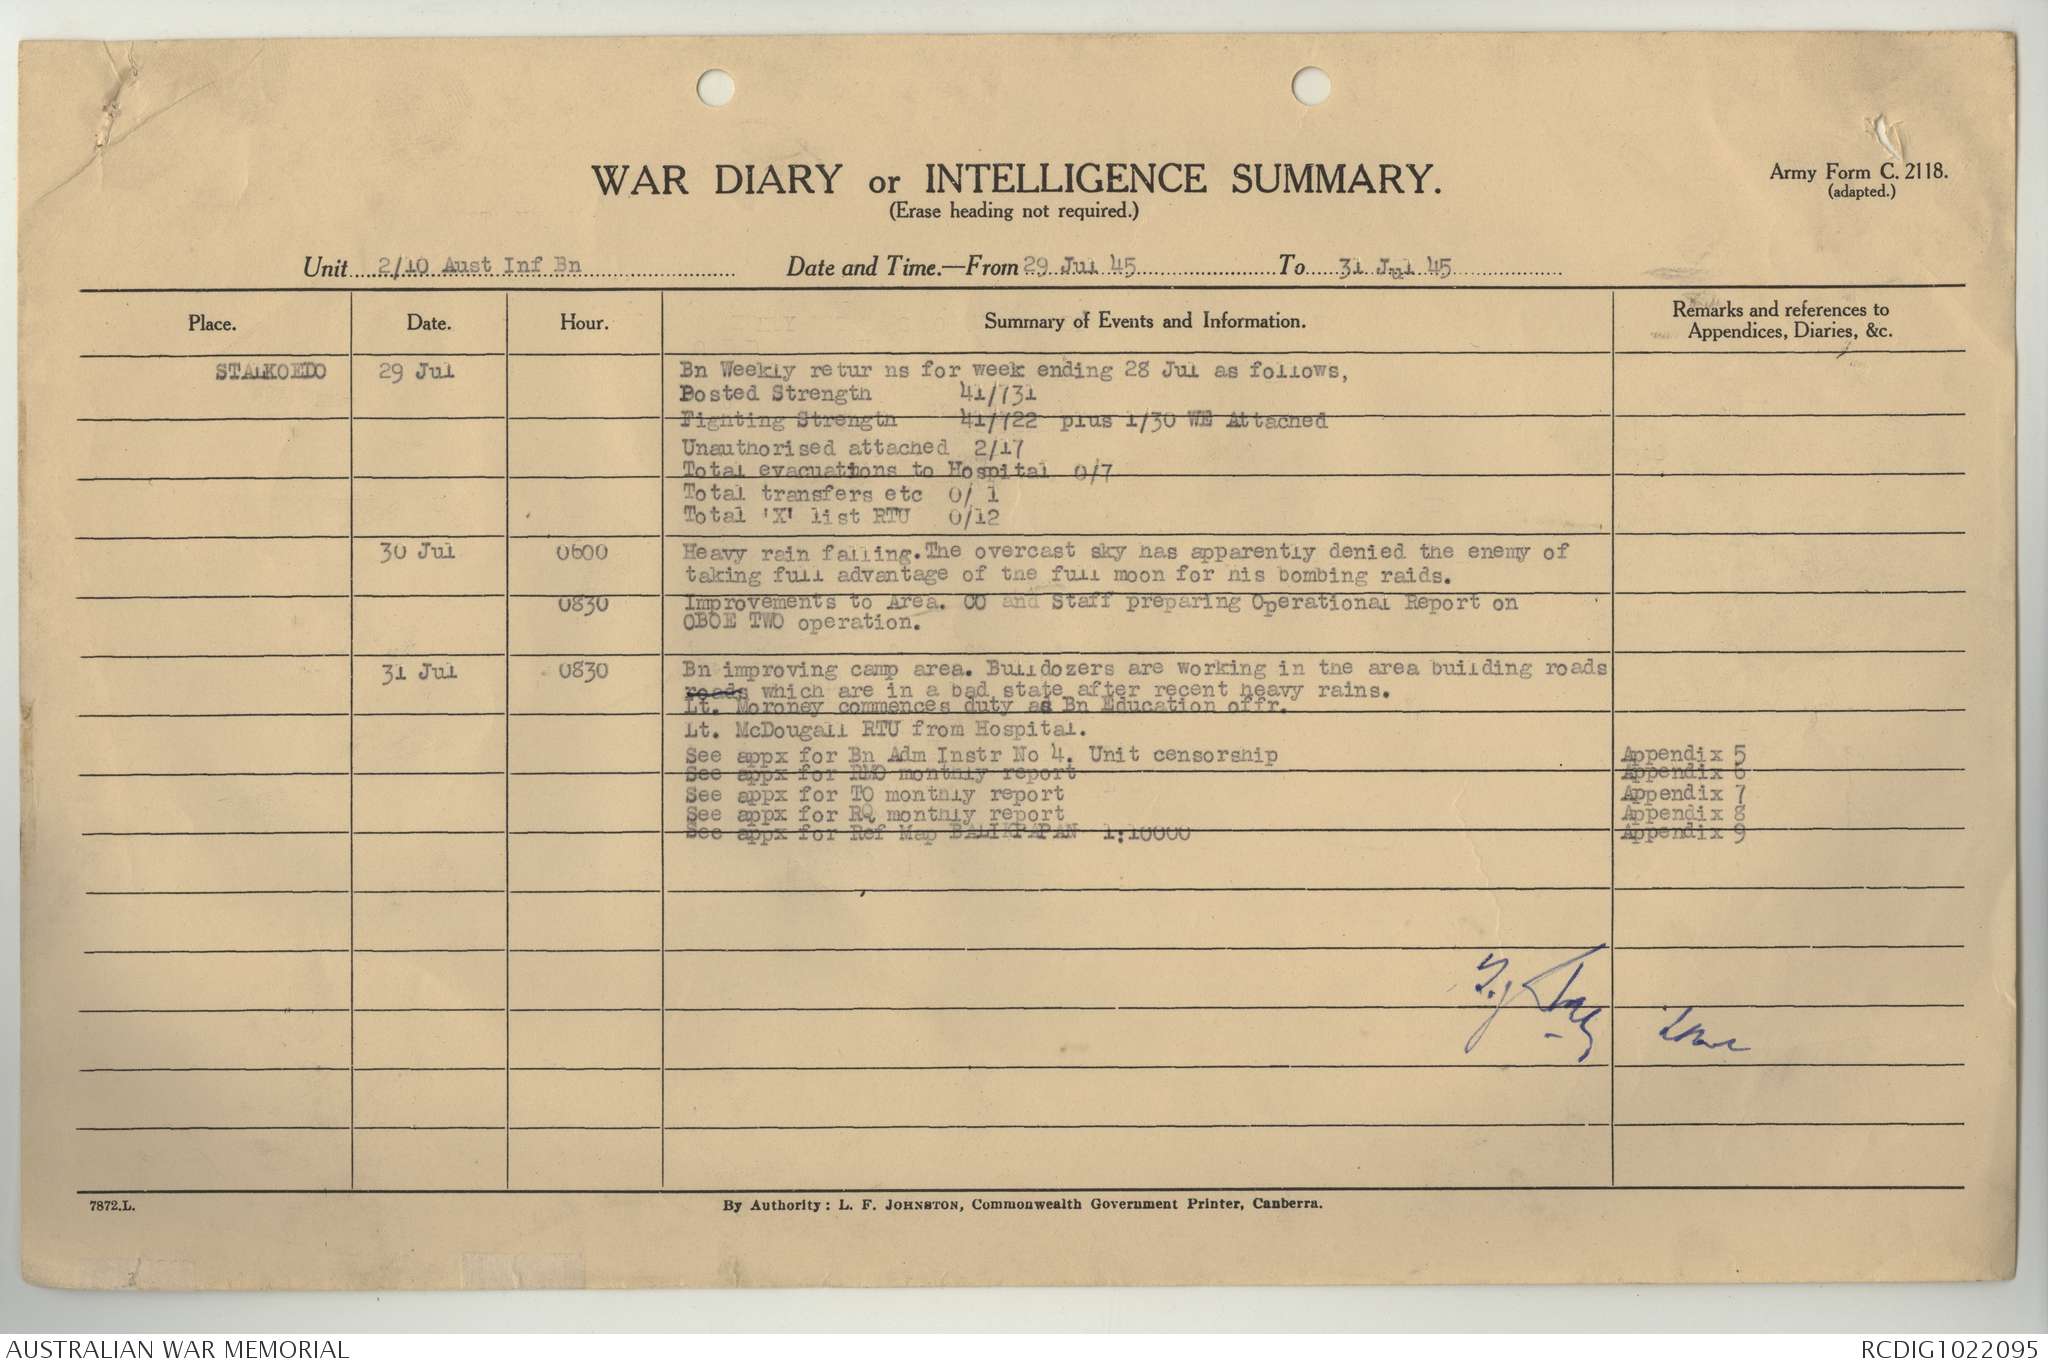 WAR DIARY or INTELLIGENCE SUMMARY.
(Erase heading not required.)
Army Form C. 2118.
(adapted.)
Unit 2/10 Aust Inf Bn Date and Time.—From 29 Jul 45 To 31 Jul 45
Place. Date. Hour. Summary of Events and Information. Remarks and references to Appendices, Diaries, &c.
29 Jul Bn Weekly retur ns for week ending 28 Jul as follows,
Posted Strength 41/731
Fighting Strength 41/722 plus 1/30 WE Attached
Unauthorised attached 2/17
Total evacuations to Hospital 0/7
Total transfers etc 0/ 1
Total 'X' list RTU 0/12
30 Jul 0600 Heavy rain falling.The overcast sky has apparently denied the enemy of
taking full advantage of the full moon for his bombing raids.
0830 Improvements to Area. CO and Staff preparing Operational Report on
OBOE TWO operation.
31 Jul 0830 Bn improving camp area. Bulldozers are working in the area building roads
roads which are in a bad state after recent heavy rains.
Lt. Moroney commences duty as Bn Education offr.
Lt. McDougall RTU from Hospital.
See appx for Bn Adm Instr No 4. Unit censorship Appendix 5
See appx for RMO monthly report Appendix 6
See appx for TO monthly report Appendix 7
See appx for RQ monthly report Appendix 8
See appx for Ref Map BALIKPAPAN 1:10000 Appendix 9
7872.L.
By Authority: L. F. JOHNSTON, Commonwealth Government Printer, Canberra.
AUSTRALIAN WAR MEMORIAL
RCDIG1022095